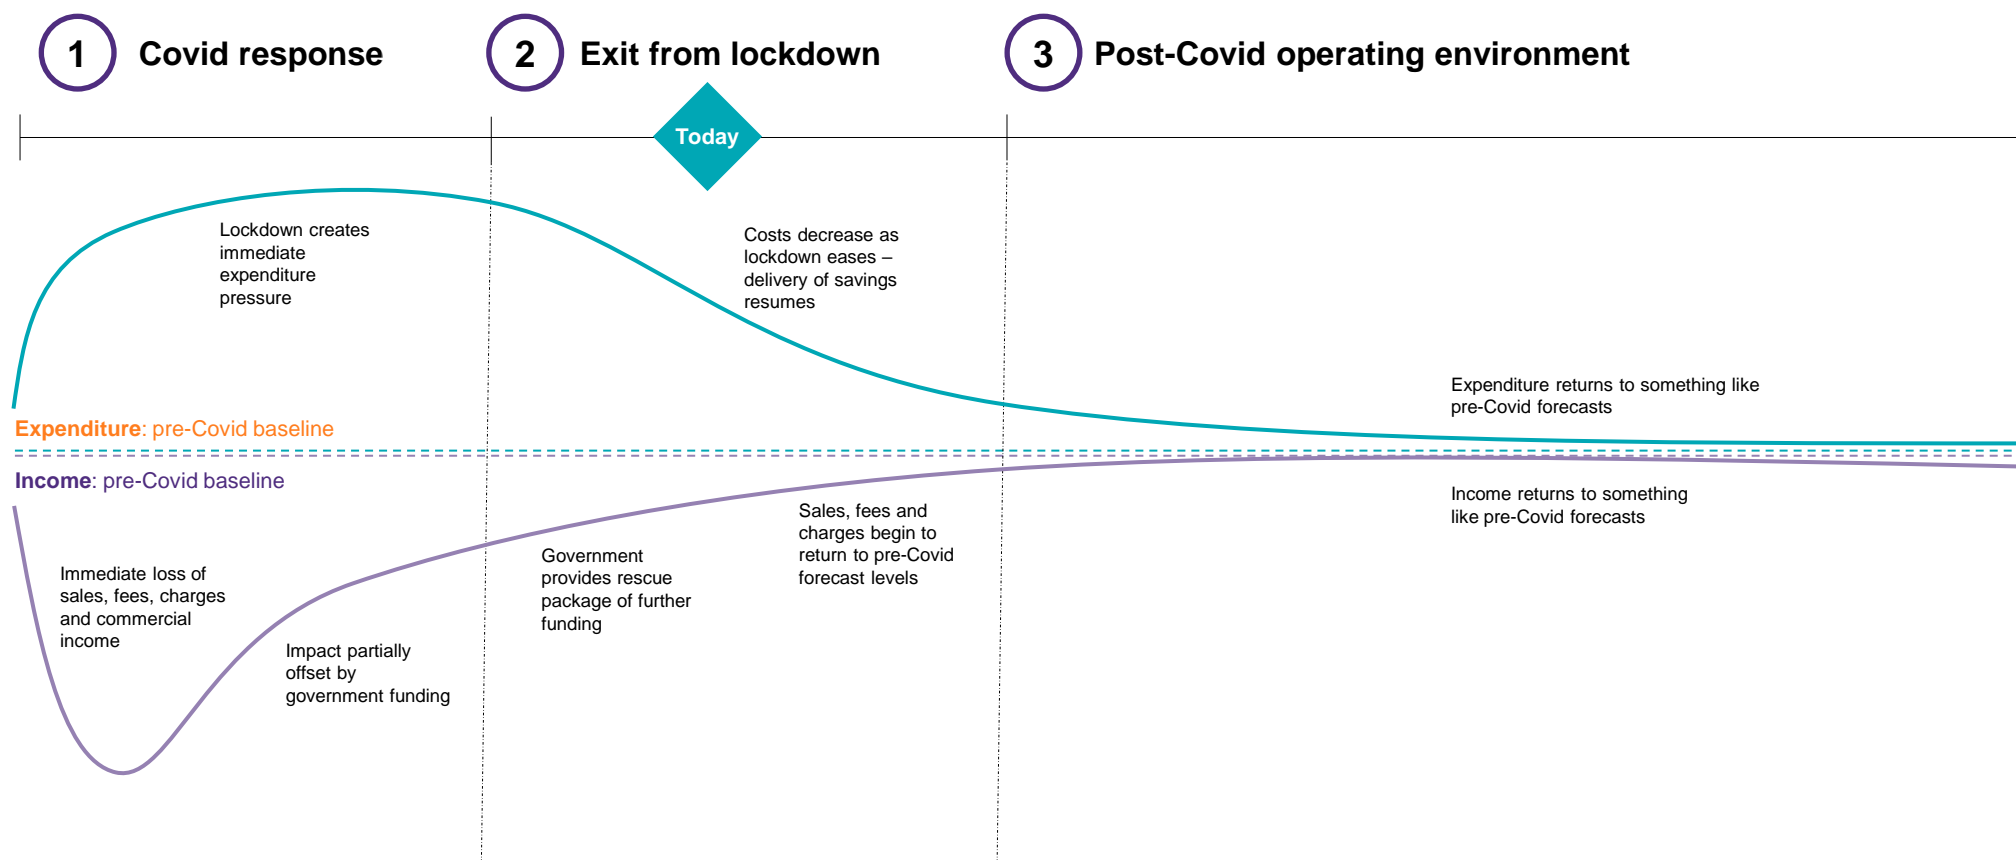 1 Covid response
2 Exit from lockdown
3 Post-Covid operating environment
Today
Lockdown creates
immediate
expenditure
pressure
Costs decrease as
lockdown eases –
delivery of savings
resumes
Expenditure returns to something like
pre-Covid forecasts
Expenditure: pre-Covid baseline
Income: pre-Covid baseline
Immediate loss of
sales, fees, charges
and commercial
income
Impact partially
offset by
government funding
Government
provides rescue
package of further
funding
Sales, fees and
charges begin to
return to pre-Covid
forecast levels
Income returns to something
like pre-Covid forecasts